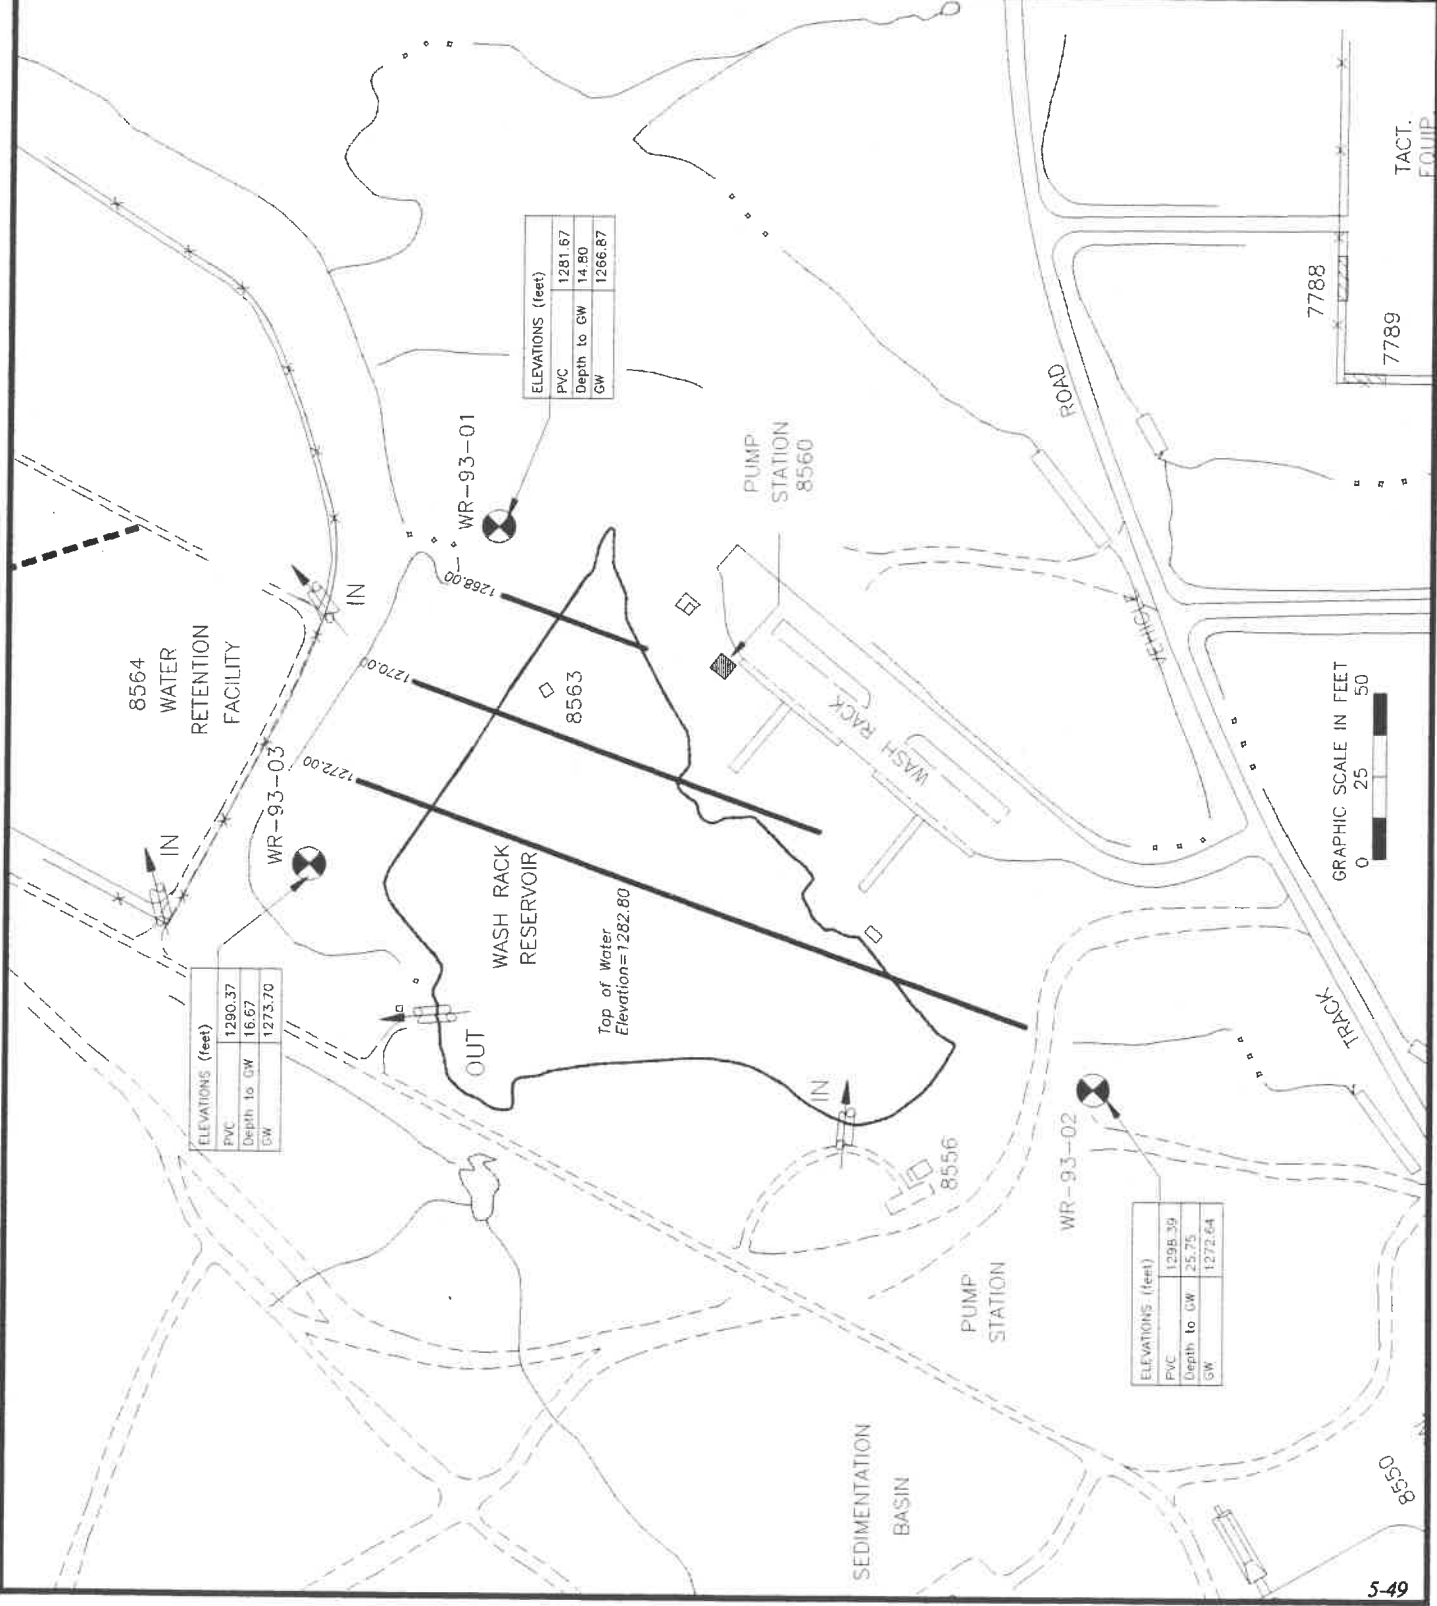 8564
WATER
RETENTION
FACILITY
IN
IN
WR-93-03
WR-93-01
ELEVATIONS (feet)
PVC 1290.37
Depth to GW 16.67
GW 1273.70
ELEVATIONS (feet)
PVC 1281.67
Depth to GW 14.80
GW 1266.87
1272.00
1270.00
1268.00
OUT
WASH RACK
RESERVOIR
Top of Water
Elevation=1282.80
8563
PUMP
STATION
8560
WASH RACK
IN
8556
PUMP
STATION
WR-93-02
ELEVATIONS (feet)
PVC 1298.39
Depth to GW 25.75
GW 1272.64
SEDIMENTATION
BASIN
TRACK VEHICLE ROAD
7788
7789
TACT.
EQUIP.
GRAPHIC SCALE IN FEET
0 25 50
8550
5-49